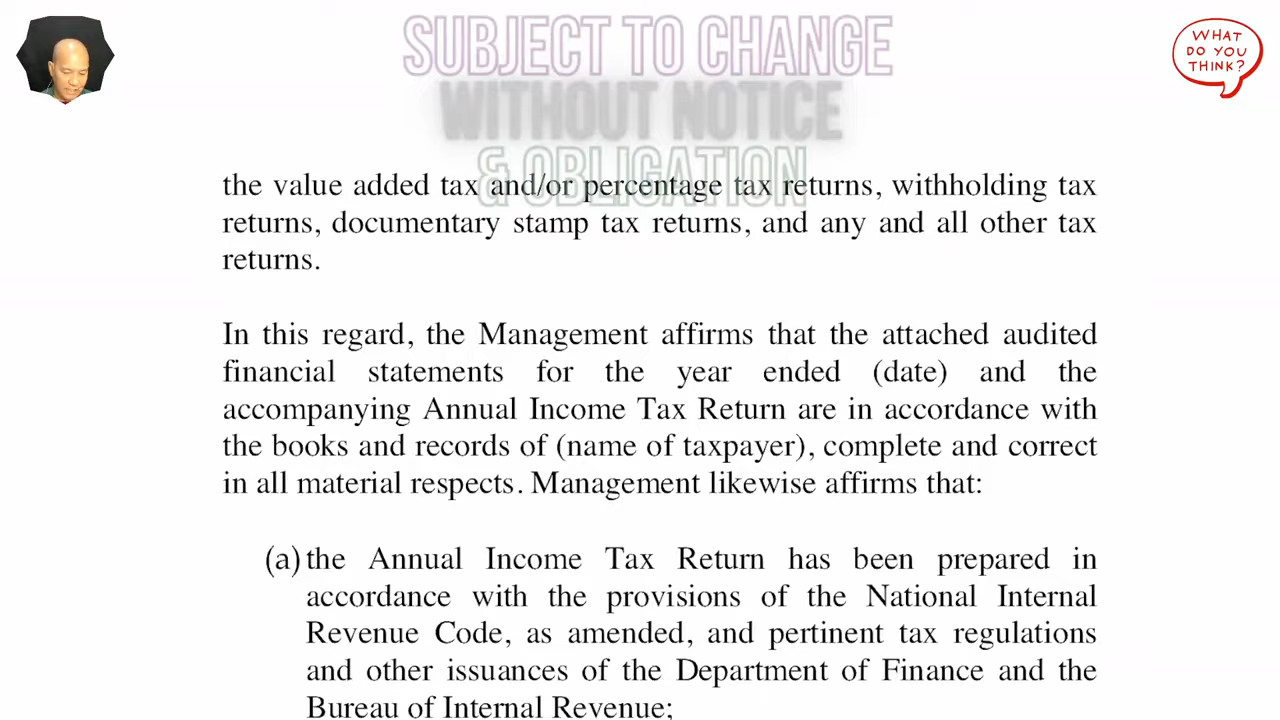 SUBJECT TO CHANGE
WITHOUT NOTICE
& OBLIGATION
WHAT
DO YOU
THINK?
the value added tax and/or percentage tax returns, withholding tax
returns, documentary stamp tax returns, and any and all other tax
returns.
In this regard, the Management affirms that the attached audited
financial statements for the year ended (date) and the
accompanying Annual Income Tax Return are in accordance with
the books and records of (name of taxpayer), complete and correct
in all material respects. Management likewise affirms that:
(a) the Annual Income Tax Return has been prepared in
accordance with the provisions of the National Internal
Revenue Code, as amended, and pertinent tax regulations
and other issuances of the Department of Finance and the
Bureau of Internal Revenue;